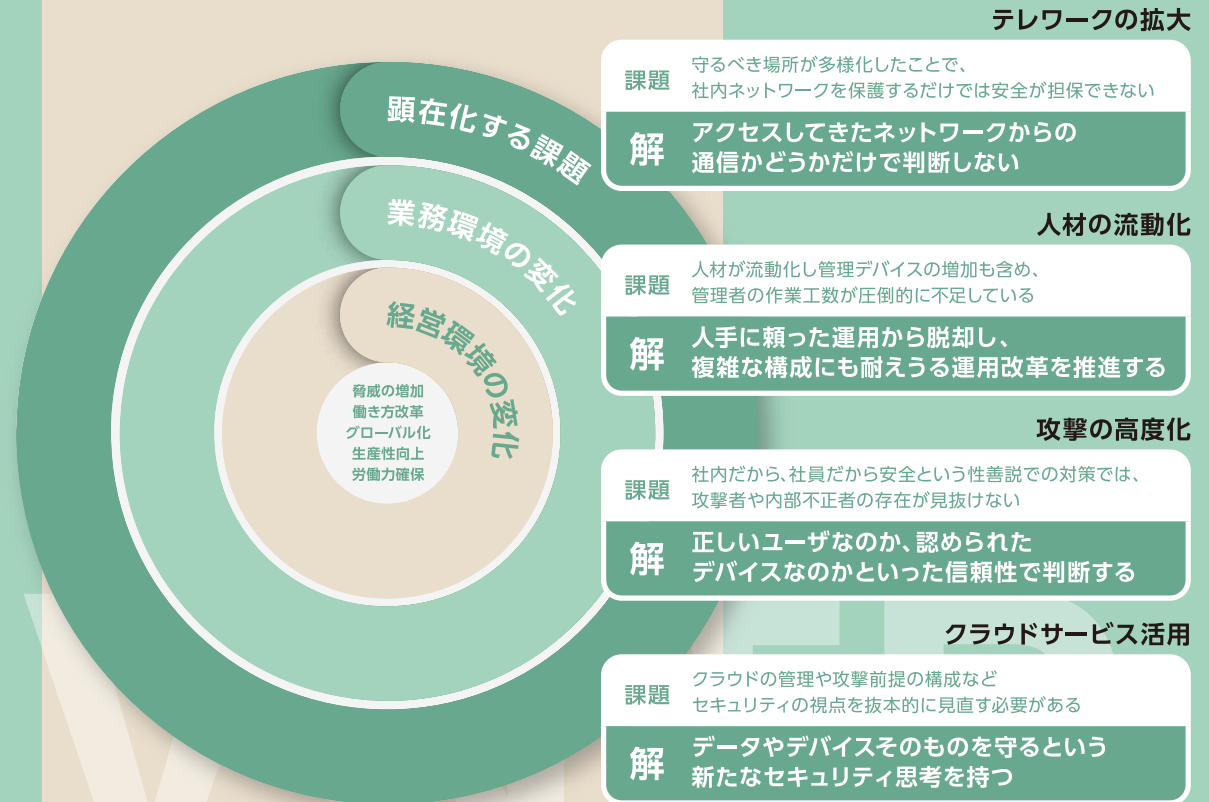 顕在化する課題
業務環境の変化
経営環境の変化
脅威の増加
働き方改革
グローバル化
生産性向上
労働力確保
テレワークの拡大
課題
守るべき場所が多様化したことで、
社内ネットワークを保護するだけでは安全が担保できない
解
アクセスしてきたネットワークからの
通信かどうかだけで判断しない
人材の流動化
課題
人材が流動化し管理デバイスの増加も含め、
管理者の作業工数が圧倒的に不足している
解
人手に頼った運用から脱却し、
複雑な構成にも耐えうる運用改革を推進する
攻撃の高度化
課題
社内だから、社員だから安全という性善説での対策では、
攻撃者や内部不正者の存在が見抜けない
解
正しいユーザなのか、認められた
デバイスなのかといった信頼性で判断する
クラウドサービス活用
課題
クラウドの管理や攻撃前提の構成など
セキュリティの視点を抜本的に見直す必要がある
解
データやデバイスそのものを守るという
新たなセキュリティ思考を持つ